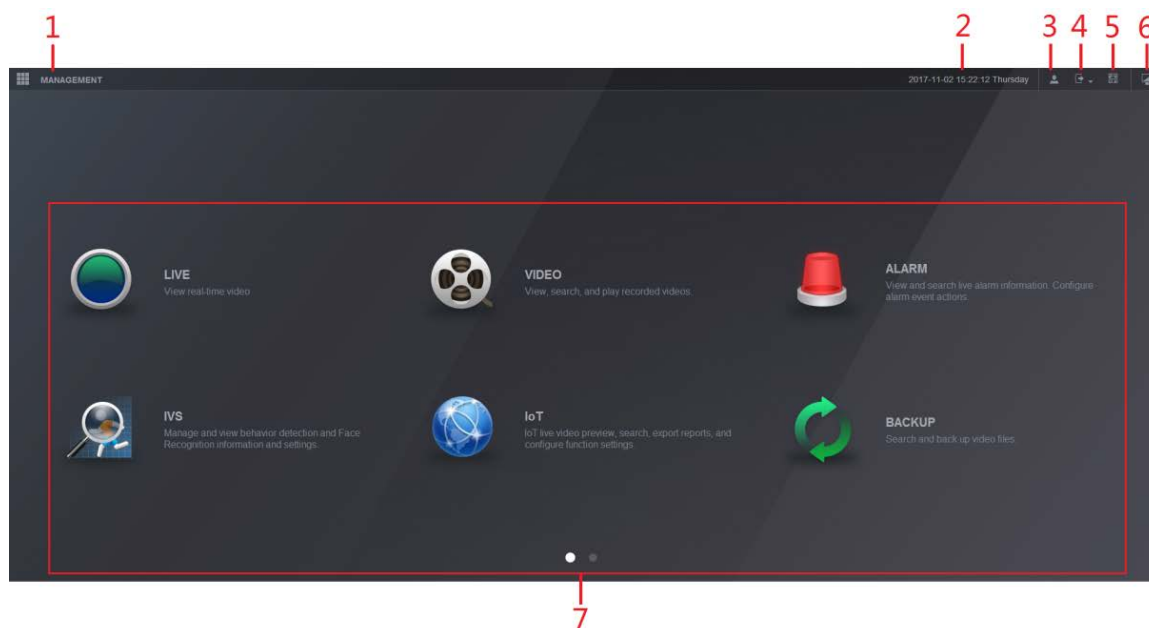 1 2 3 4 5 6
MANAGEMENT 2017-11-02 15:22:12 Thursday
LIVE
View real-time video
VIDEO
View, search, and play recorded videos.
ALARM
View and search live alarm information. Configure
alarm event actions.
IVS
Manage and view behavior detection and Face
Recognition information and settings.
IoT
IoT live video preview, search, export reports, and
configure function settings.
BACKUP
Search and back up video files.
7